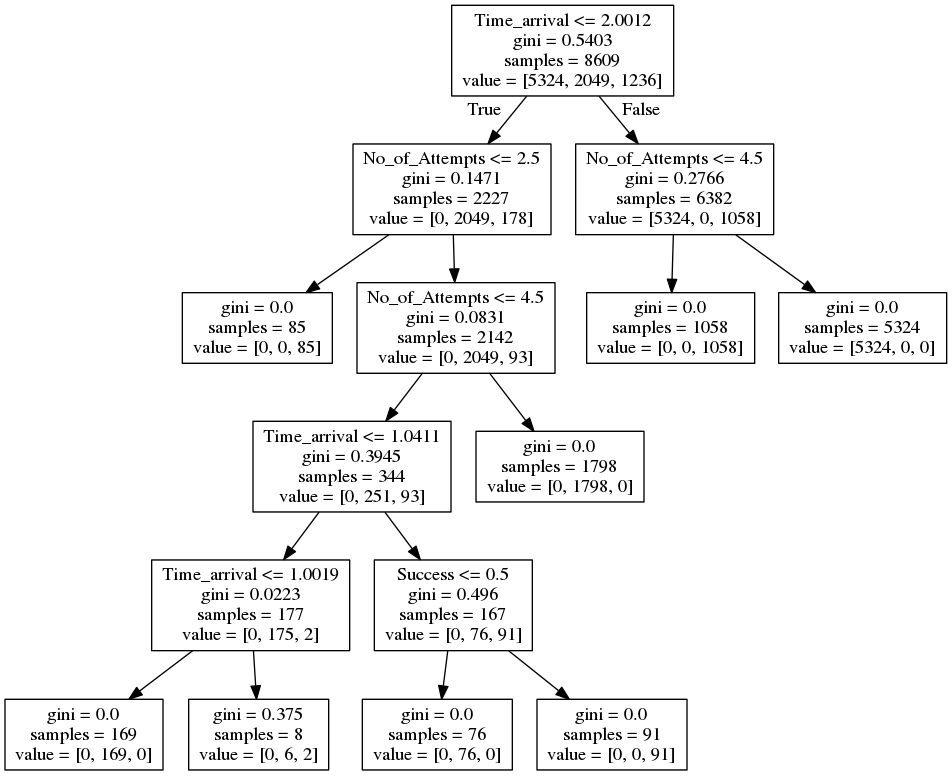 Time_arrival <= 2.0012
gini = 0.5403
samples = 8609
value = [5324, 2049, 1236]
True
False
No_of_Attempts <= 2.5
gini = 0.1471
samples = 2227
value = [0, 2049, 178]
No_of_Attempts <= 4.5
gini = 0.2766
samples = 6382
value = [5324, 0, 1058]
gini = 0.0
samples = 85
value = [0, 0, 85]
No_of_Attempts <= 4.5
gini = 0.0831
samples = 2142
value = [0, 2049, 93]
gini = 0.0
samples = 1058
value = [0, 0, 1058]
gini = 0.0
samples = 5324
value = [5324, 0, 0]
Time_arrival <= 1.0411
gini = 0.3945
samples = 344
value = [0, 251, 93]
gini = 0.0
samples = 1798
value = [0, 1798, 0]
Time_arrival <= 1.0019
gini = 0.0223
samples = 177
value = [0, 175, 2]
Success <= 0.5
gini = 0.496
samples = 167
value = [0, 76, 91]
gini = 0.0
samples = 169
value = [0, 169, 0]
gini = 0.375
samples = 8
value = [0, 6, 2]
gini = 0.0
samples = 76
value = [0, 76, 0]
gini = 0.0
samples = 91
value = [0, 0, 91]